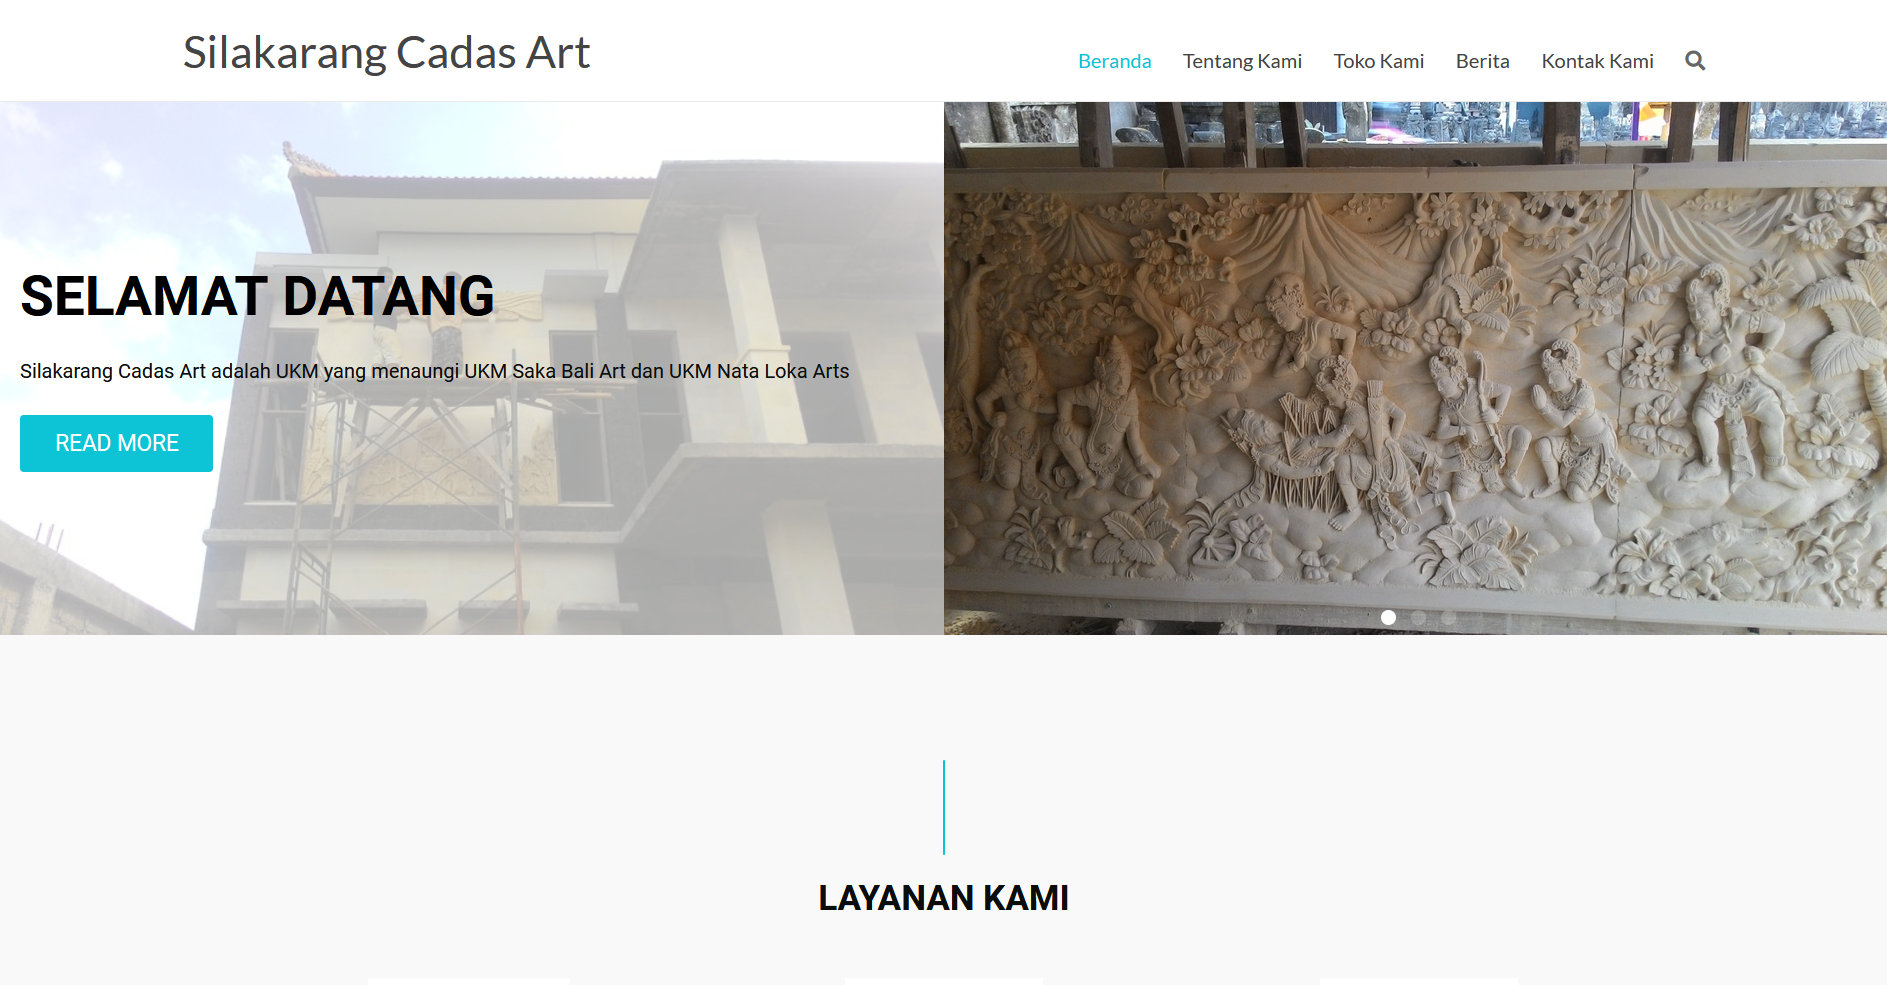 Silakarang Cadas Art
Beranda Tentang Kami Toko Kami Berita Kontak Kami
SELAMAT DATANG
Silakarang Cadas Art adalah UKM yang menaungi UKM Saka Bali Art dan UKM Nata Loka Arts
READ MORE
LAYANAN KAMI